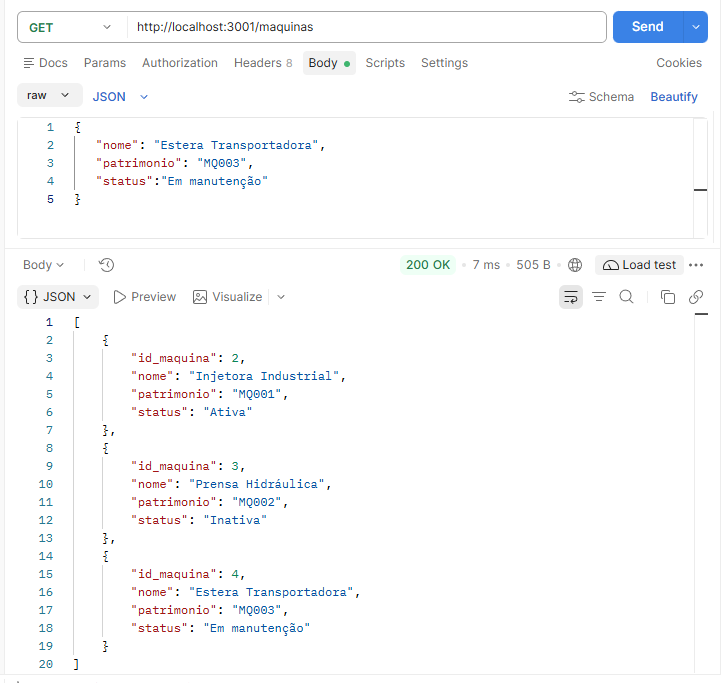 GET http://localhost:3001/maquinas Send
Docs Params Authorization Headers 8 Body Scripts Settings Cookies
raw JSON Schema Beautify
1 {
2 "nome": "Estera Transportadora",
3 "patrimonio": "MQ003",
4 "status":"Em manutenção"
5 }
Body 200 OK • 7 ms • 505 B • Load test
{} JSON Preview Visualize
1 [
2 {
3 "id_maquina": 2,
4 "nome": "Injetora Industrial",
5 "patrimonio": "MQ001",
6 "status": "Ativa"
7 },
8 {
9 "id_maquina": 3,
10 "nome": "Prensa Hidráulica",
11 "patrimonio": "MQ002",
12 "status": "Inativa"
13 },
14 {
15 "id_maquina": 4,
16 "nome": "Estera Transportadora",
17 "patrimonio": "MQ003",
18 "status": "Em manutenção"
19 }
20 ]